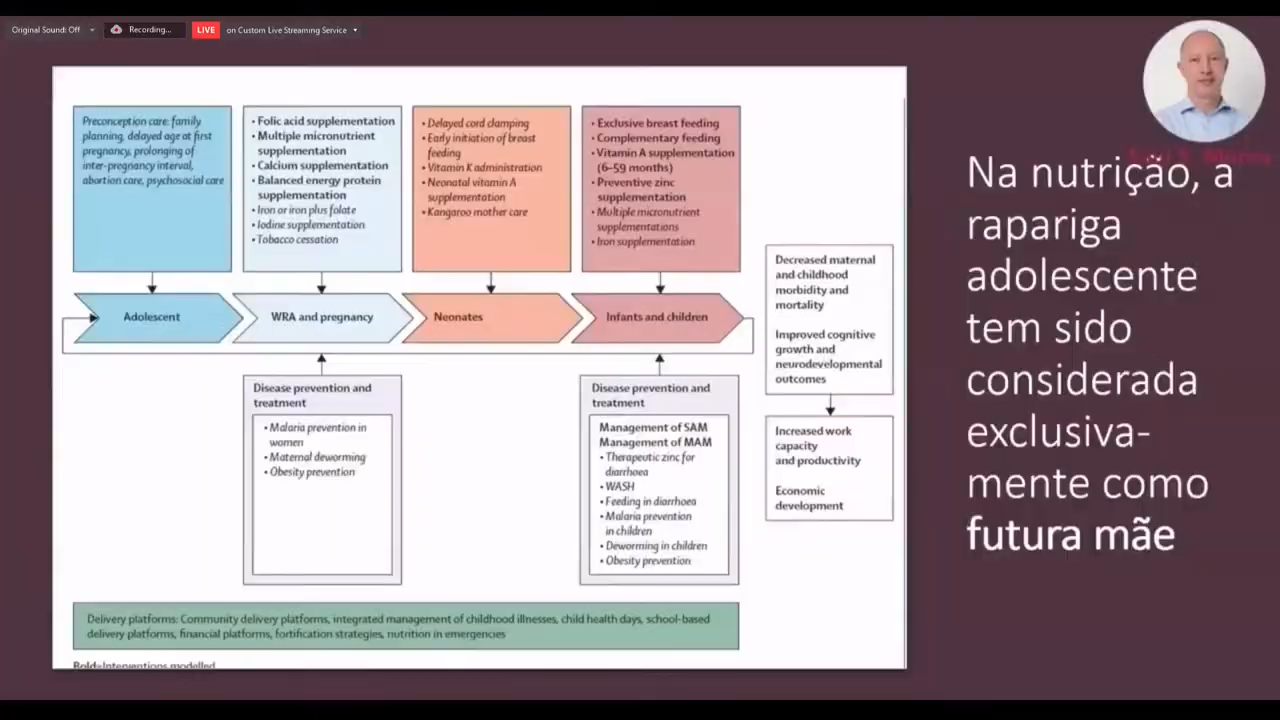 Original Sound: Off
Recording...
LIVE
on Custom Live Streaming Service
Preconception care: family
planning, delayed age at first
pregnancy, prolonging of
inter-pregnancy interval,
abortion care, psychosocial care
• Folic acid supplementation
• Multiple micronutrient
supplementation
• Calcium supplementation
• Balanced energy protein
supplementation
• Iron or iron plus folate
• Iodine supplementation
• Tobacco cessation
• Delayed cord clamping
• Early initiation of breast
feeding
• Vitamin K administration
• Neonatal vitamin A
supplementation
• Kangaroo mother care
• Exclusive breast feeding
• Complementary feeding
• Vitamin A supplementation
(6–59 months)
• Preventive zinc
supplementation
• Multiple micronutrient
supplementations
• Iron supplementation
Adolescent
WRA and pregnancy
Neonates
Infants and children
Disease prevention and
treatment
• Malaria prevention in
women
• Maternal deworming
• Obesity prevention
Disease prevention and
treatment
Management of SAM
Management of MAM
• Therapeutic zinc for
diarrhoea
• WASH
• Feeding in diarrhoea
• Malaria prevention
in children
• Deworming in children
• Obesity prevention
Decreased maternal
and childhood
morbidity and
mortality
Improved cognitive
growth and
neurodevelopmental
outcomes
Increased work
capacity
and productivity
Economic
development
Delivery platforms: Community delivery platforms, integrated management of childhood illnesses, child health days, school-based
delivery platforms, financial platforms, fortification strategies, nutrition in emergencies
Bold=Interventions modelled
Na nutrição, a
rapariga
adolescente
tem sido
considerada
exclusiva-
mente como
futura mãe